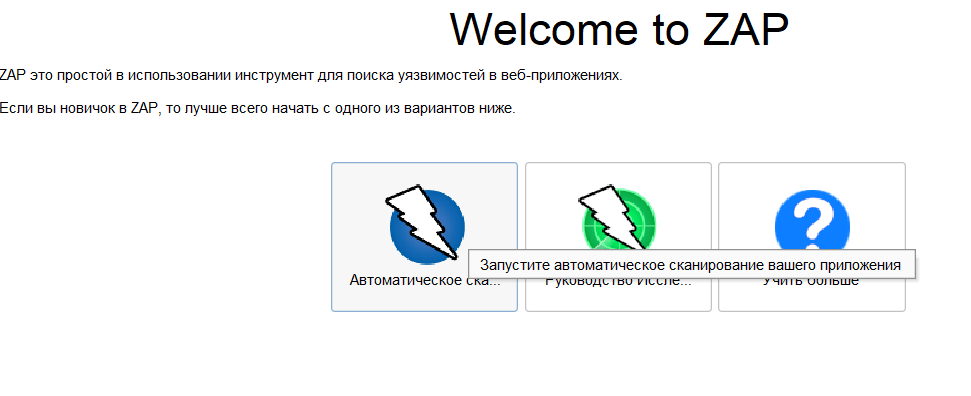 Welcome to ZAP
ZAP это простой в использовании инструмент для поиска уязвимостей в веб-приложениях.
Если вы новичок в ZAP, то лучше всего начать с одного из вариантов ниже.
Запустите автоматическое сканирование вашего приложения
Автоматическое ска...
Руководство Иссле...
Учить больше